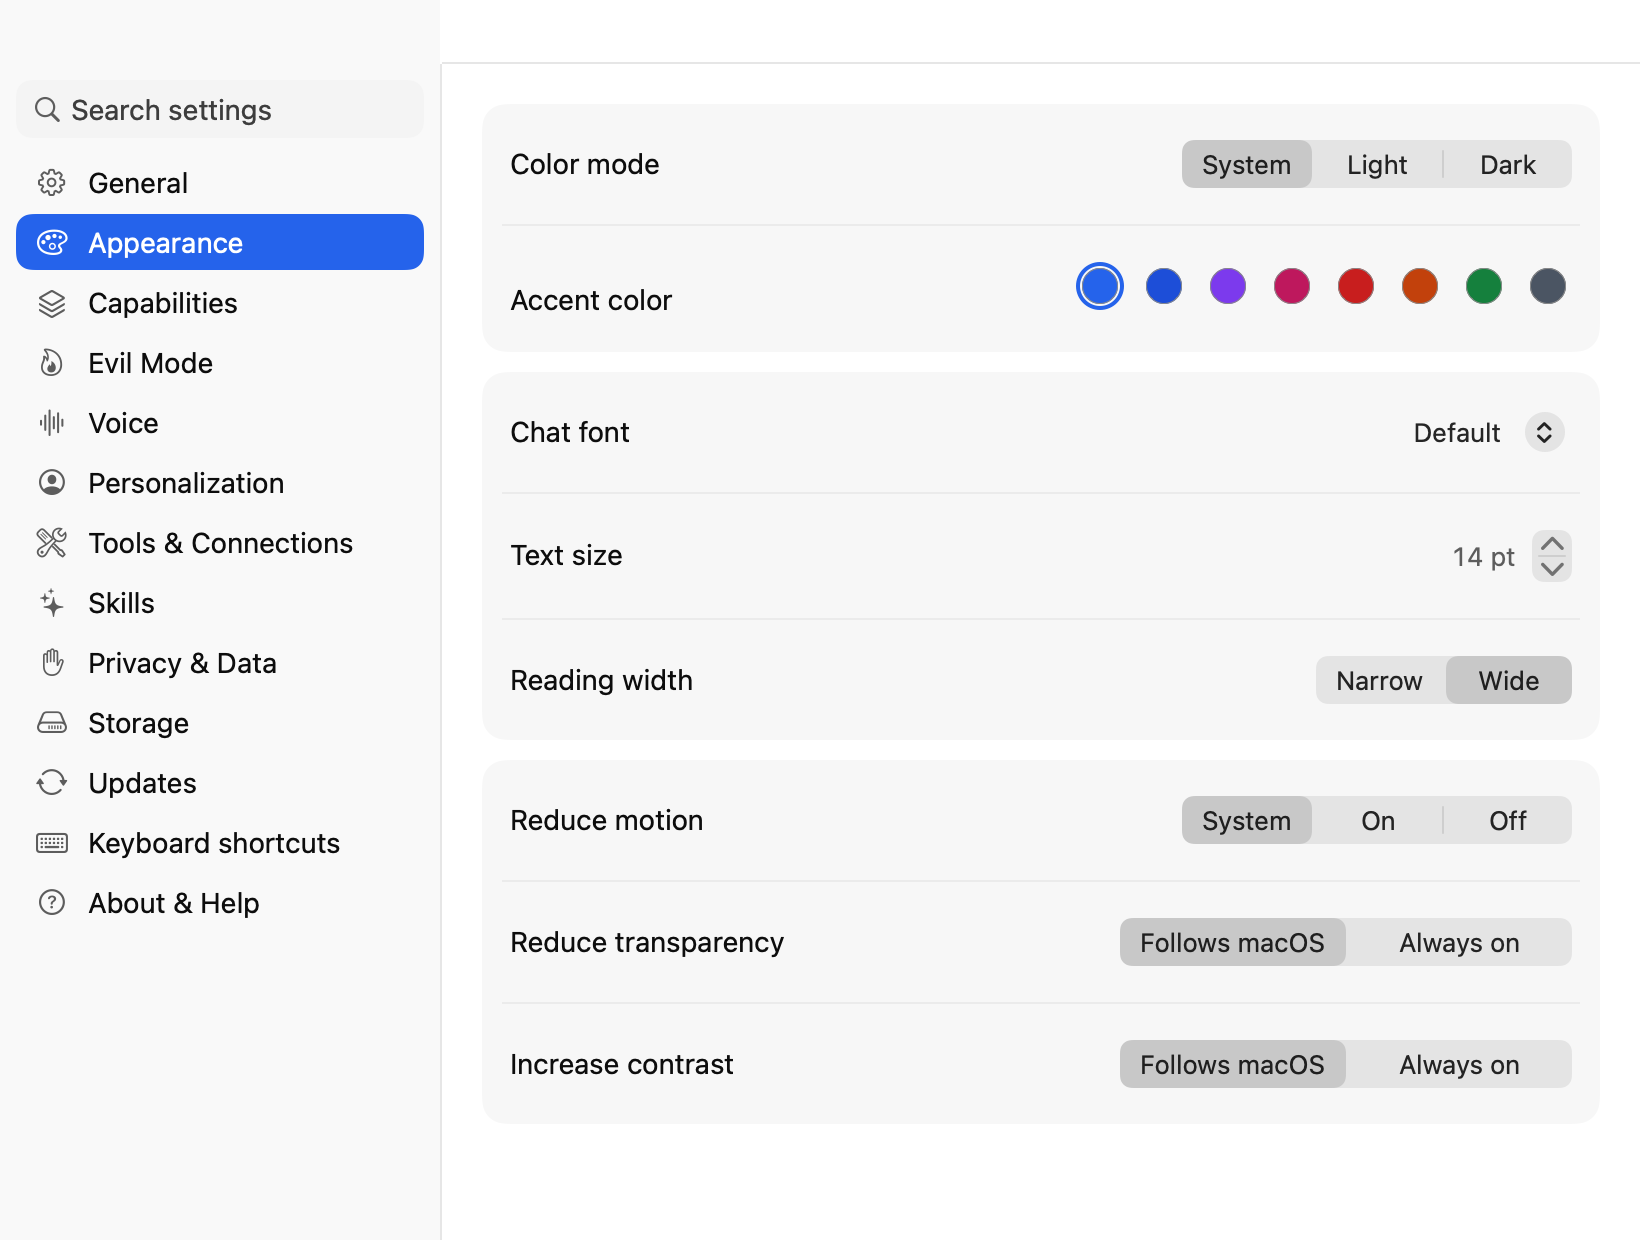 Search settings
General
Appearance
Capabilities
Evil Mode
Voice
Personalization
Tools & Connections
Skills
Privacy & Data
Storage
Updates
Keyboard shortcuts
About & Help
Color mode
System Light Dark
Accent color
Chat font
Default
Text size
14 pt
Reading width
Narrow Wide
Reduce motion
System On Off
Reduce transparency
Follows macOS Always on
Increase contrast
Follows macOS Always on